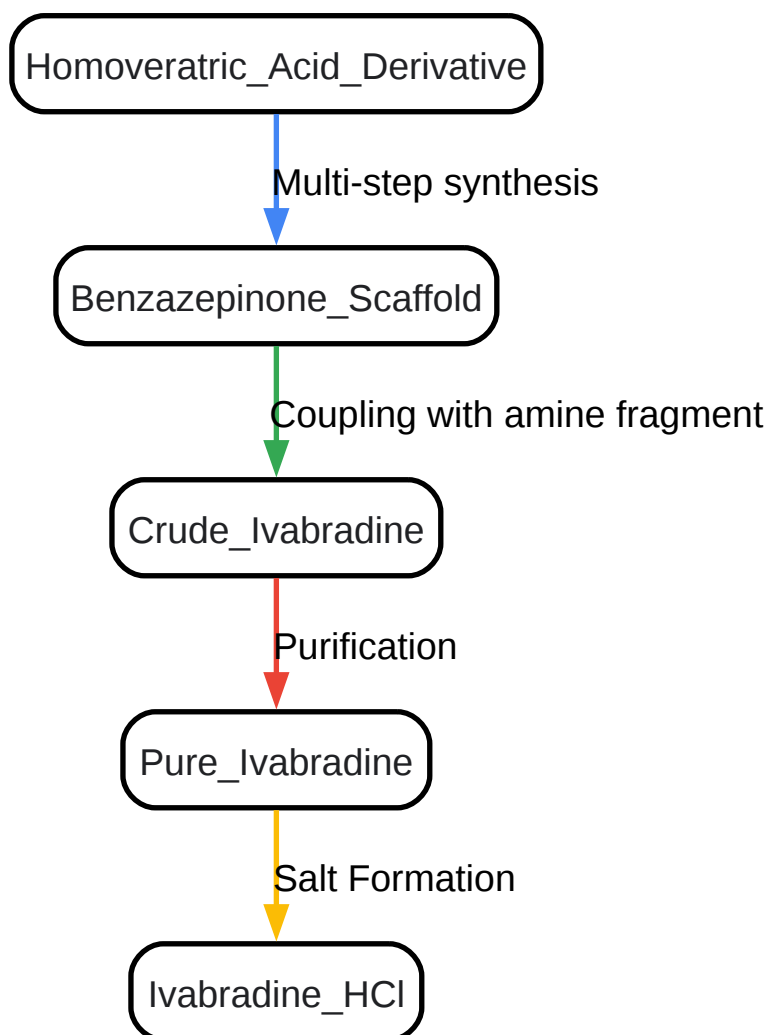 Homoveratric_Acid_Derivative
Multi-step synthesis
Benzazepinone_Scaffold
Coupling with amine fragment
Crude_Ivabradine
Purification
Pure_Ivabradine
Salt Formation
Ivabradine_HCl